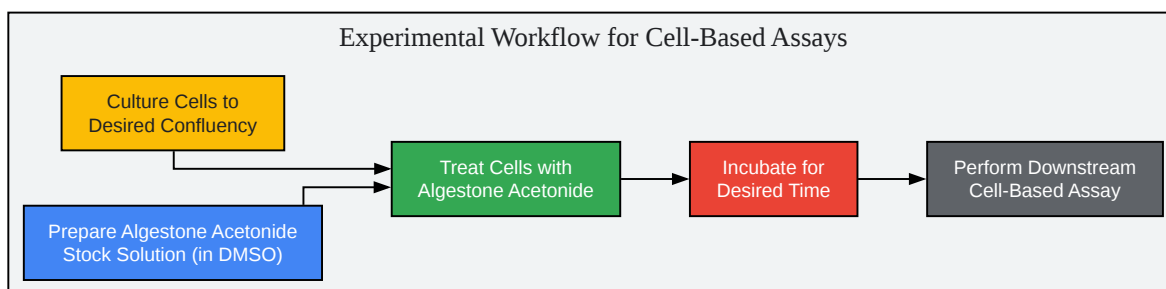 Experimental Workflow for Cell-Based Assays
Culture Cells to
Desired Confluency
Prepare Algestone Acetonide
Stock Solution (in DMSO)
Treat Cells with
Algestone Acetonide
Incubate for
Desired Time
Perform Downstream
Cell-Based Assay